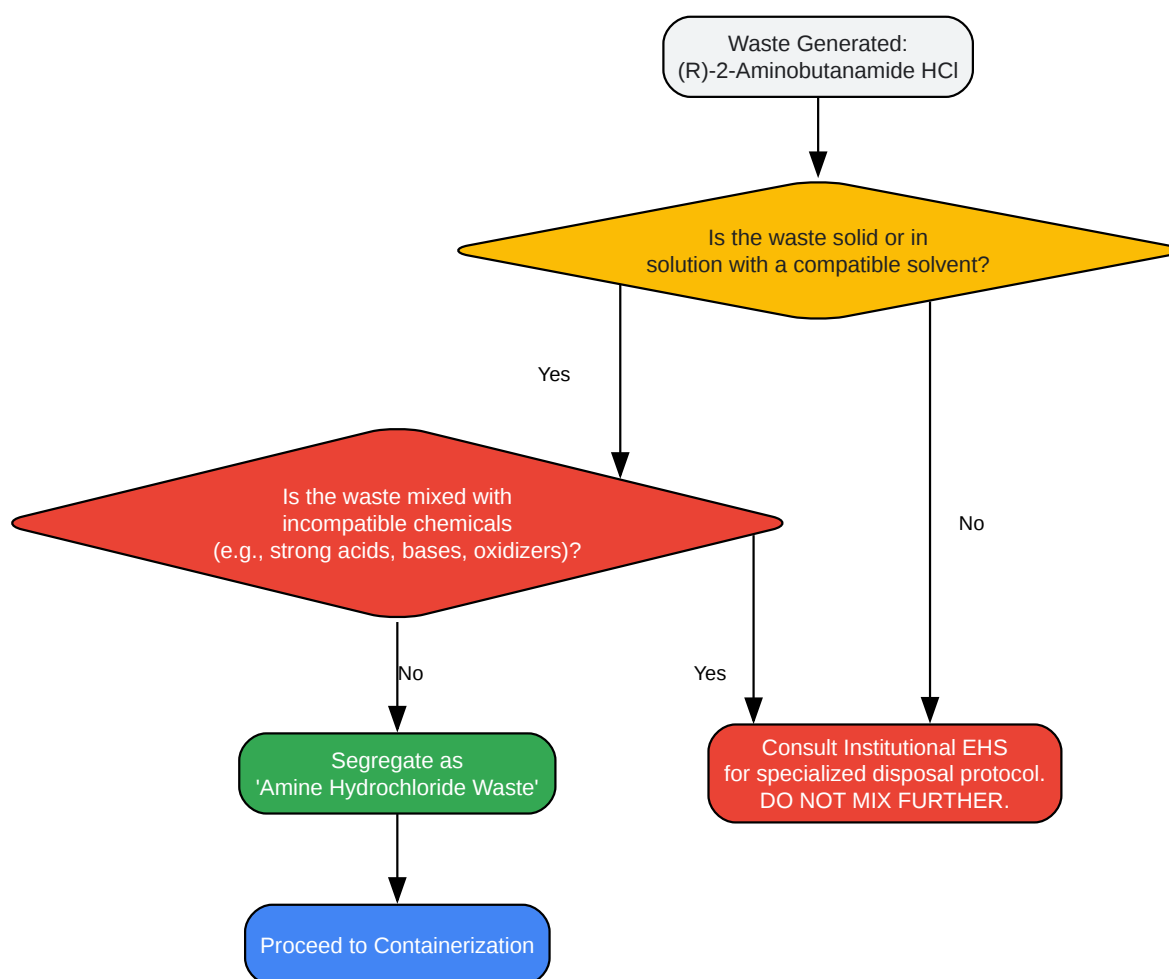 Waste Generated:
(R)-2-Aminobutanamide HCl
Is the waste solid or in
solution with a compatible solvent?
Yes
No
Is the waste mixed with
incompatible chemicals
(e.g., strong acids, bases, oxidizers)?
No
Yes
Segregate as
'Amine Hydrochloride Waste'
Consult Institutional EHS
for specialized disposal protocol.
DO NOT MIX FURTHER.
Proceed to Containerization